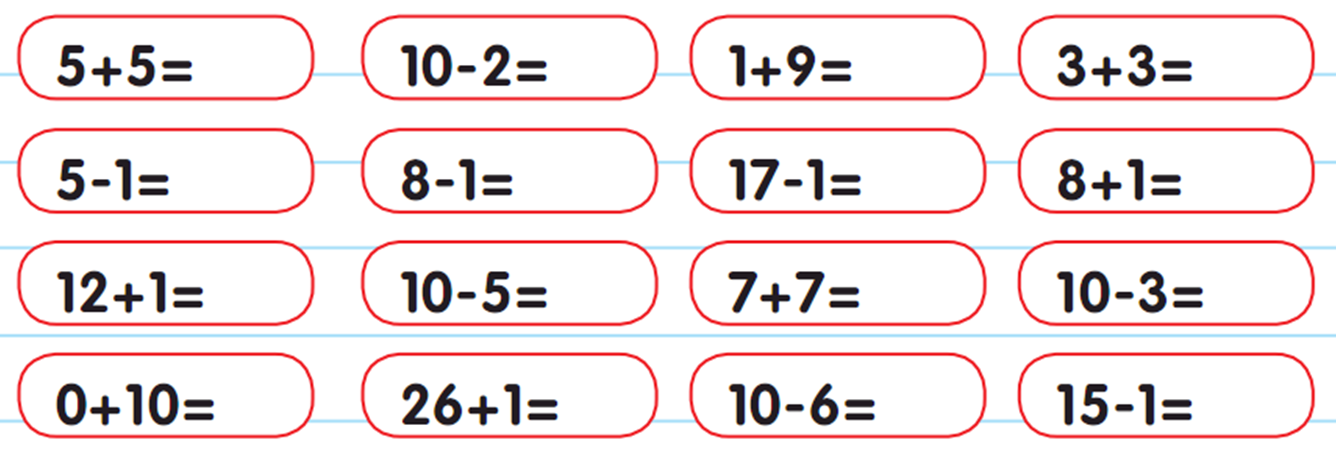 5+5= 10-2= 1+9= 3+3=
5-1= 8-1= 17-1= 8+1=
12+1= 10-5= 7+7= 10-3=
0+10= 26+1= 10-6= 15-1=